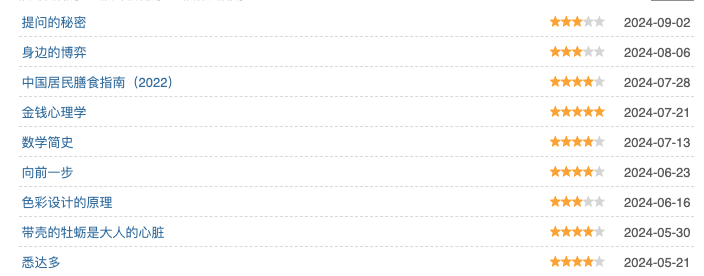 提问的秘密 2024-09-02
身边的博弈 2024-08-06
中国居民膳食指南（2022） 2024-07-28
金钱心理学 2024-07-21
数学简史 2024-07-13
向前一步 2024-06-23
色彩设计的原理 2024-06-16
带壳的牡蛎是大人的心脏 2024-05-30
悉达多 2024-05-21